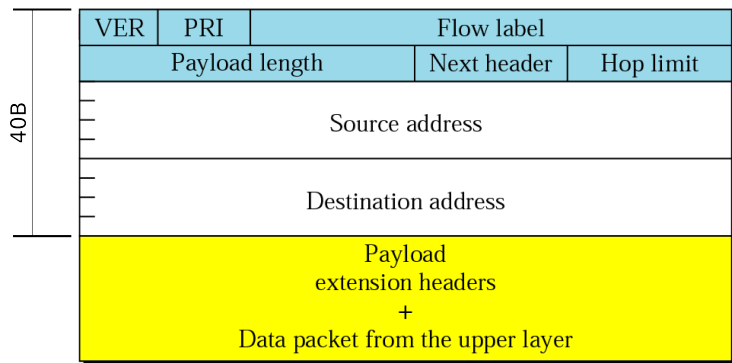 VER PRI Flow label
Payload length Next header Hop limit
40B
Source address
Destination address
Payload
extension headers
+
Data packet from the upper layer